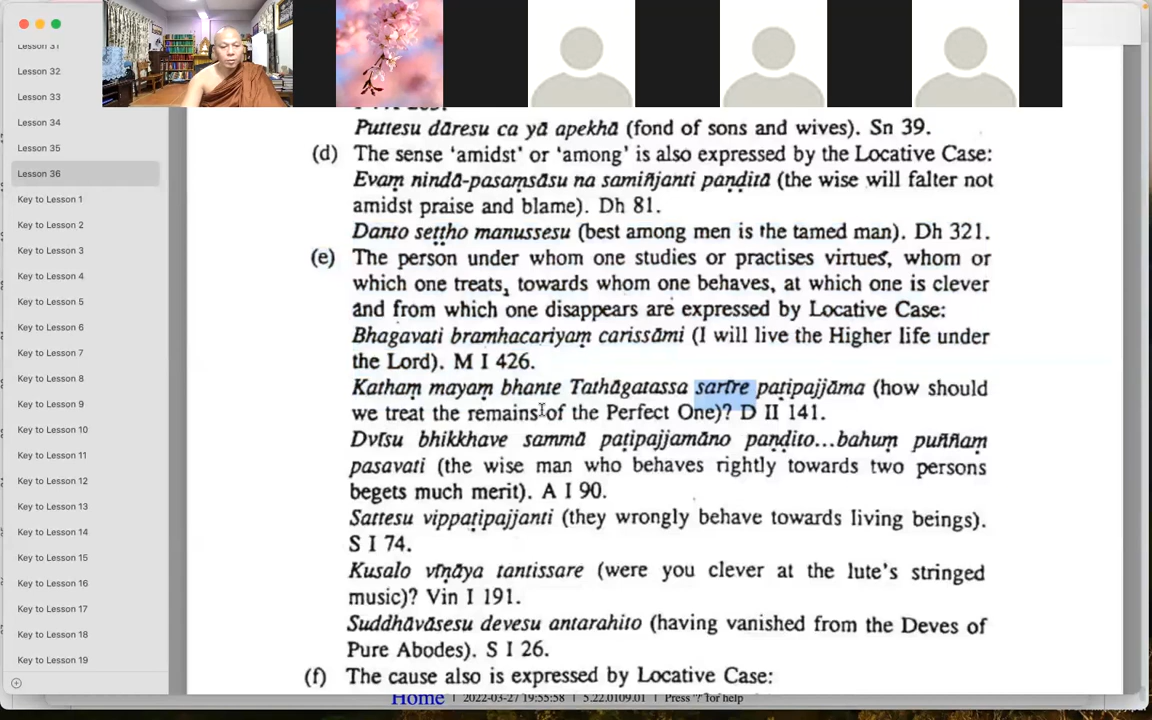 Lesson 31
Lesson 32
Lesson 33
Lesson 34
Lesson 35
Lesson 36
Key to Lesson 1
Key to Lesson 2
Key to Lesson 3
Key to Lesson 4
Key to Lesson 5
Key to Lesson 6
Key to Lesson 7
Key to Lesson 8
Key to Lesson 9
Key to Lesson 10
Key to Lesson 11
Key to Lesson 12
Key to Lesson 13
Key to Lesson 14
Key to Lesson 15
Key to Lesson 16
Key to Lesson 17
Key to Lesson 18
Key to Lesson 19
Puttesu dāresu ca yā apekhā (fond of sons and wives). Sn 39.
(d) The sense ‘amidst’ or ‘among’ is also expressed by the Locative Case:
Evaṃ nindā-pasaṃsāsu na samiñjanti paṇḍitā (the wise will falter not
amidst praise and blame). Dh 81.
Danto seṭṭho manussesu (best among men is the tamed man). Dh 321.
(e) The person under whom one studies or practises virtues, whom or
which one treats, towards whom one behaves, at which one is clever
and from which one disappears are expressed by Locative Case:
Bhagavati bramhacariyaṃ carissāmi (I will live the Higher life under
the Lord). M I 426.
Kathaṃ mayaṃ bhante Tathāgatassa sarīre paṭipajjāma (how should
we treat the remains of the Perfect One)? D II 141.
Dvīsu bhikkhave sammā paṭipajjamāno paṇḍito...bahuṃ puññaṃ
pasavati (the wise man who behaves rightly towards two persons
begets much merit). A I 90.
Sattesu vippaṭipajjanti (they wrongly behave towards living beings).
S I 74.
Kusalo vīṇāya tantissare (were you clever at the lute's stringed
music)? Vin I 191.
Suddhāvāsesu devesu antarahito (having vanished from the Deves of
Pure Abodes). S I 26.
(f) The cause also is expressed by Locative Case:
Home | 2022-03-27 19:55:58 | 5.22.0109.01 | Press '?' for help